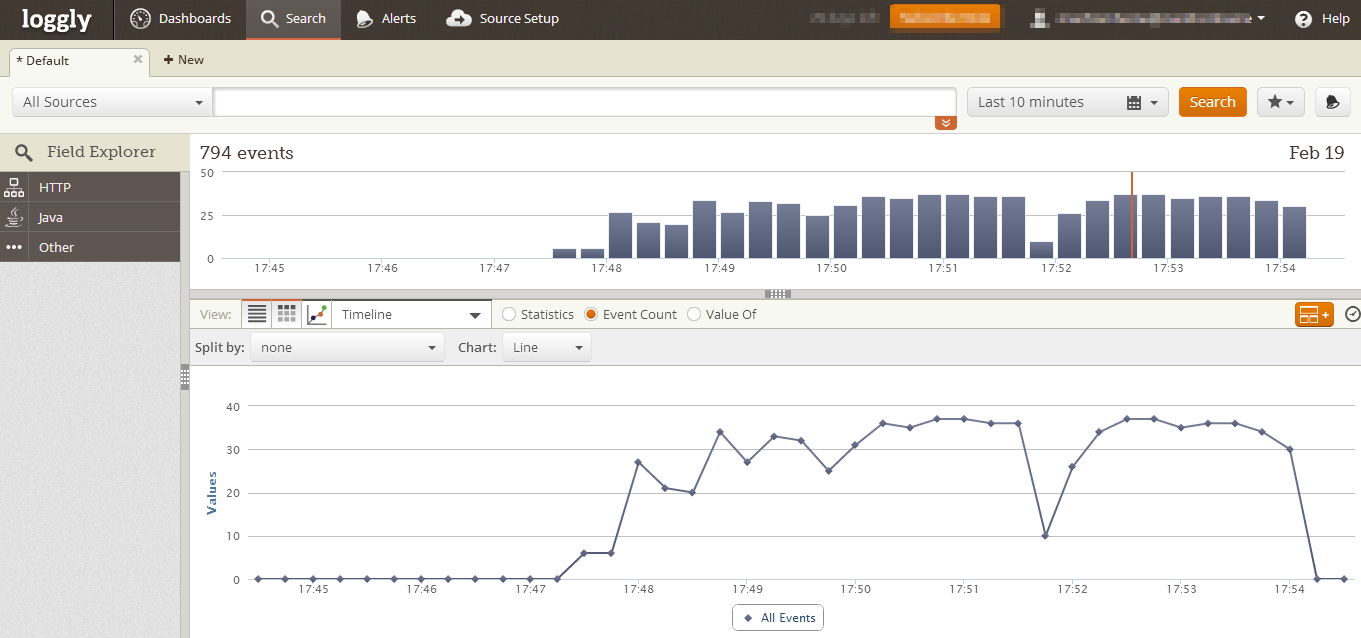 loggly Dashboards Search Alerts Source Setup Help
* Default × + New
All Sources Last 10 minutes Search
Field Explorer
HTTP
Java
Other
794 events Feb 19
50
25
0
17:45 17:46 17:47 17:48 17:49 17:50 17:51 17:52 17:53 17:54
View: Timeline Statistics Event Count Value Of
Split by: none Chart: Line
Values
40
30
20
10
0
17:45 17:46 17:47 17:48 17:49 17:50 17:51 17:52 17:53 17:54
All Events